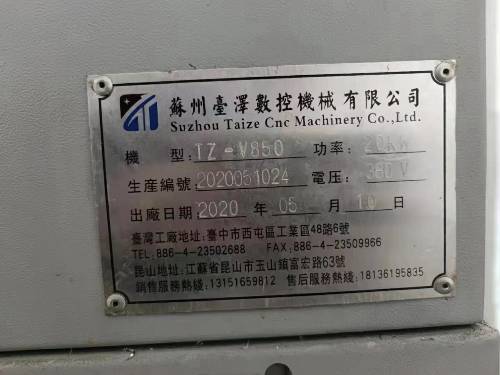 蘇州臺澤數控機械有限公司
Suzhou Taize Cnc Machinery Co.,Ltd.
機 型:TZ-V850 功率: 20KW
生産編號:2020051024 電壓: 380V
出廠日期:2020 年 05 月 10 日
臺灣工廠地址:臺中市西屯區工業區48路6號
TEL:886-4-23502688 FAX:886-4-23509966
昆山地址:江蘇省昆山市玉山鎮富宏路63號
銷售服務熱綫:13151659812 售后服務熱綫:18136195835